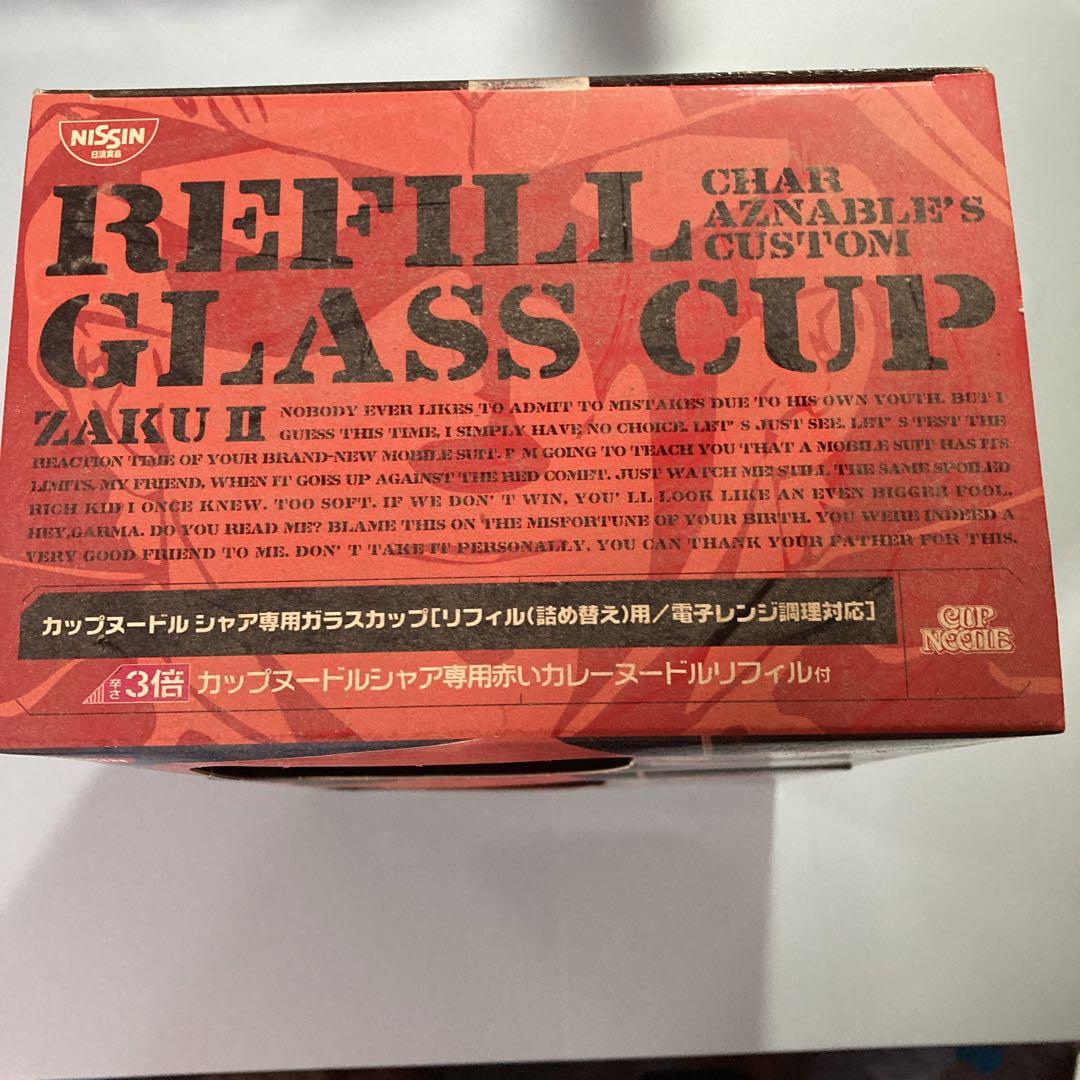 NISSIN
日清食品
REFILL
GLASS CUP
CHAR
AZNABLE'S
CUSTOM
ZAKU II
NOBODY EVER LIKES TO ADMIT TO MISTAKES DUE TO HIS OWN YOUTH. BUT I
GUESS THIS TIME, I SIMPLY HAVE NO CHOICE. LET' S JUST SEE. LET' S TEST THE
REACTION TIME OF YOUR BRAND-NEW MOBILE SUIT. I' M GOING TO TEACH YOU THAT A MOBILE SUIT HAS ITS
LIMITS, MY FRIEND, WHEN IT GOES UP AGAINST THE RED COMET. JUST WATCH ME! STILL THE SAME SPOILED
RICH KID I ONCE KNEW. TOO SOFT. IF WE DON' T WIN, YOU' LL LOOK LIKE AN EVEN BIGGER FOOL.
HEY,GARMA. DO YOU READ ME? BLAME THIS ON THE MISFORTUNE OF YOUR BIRTH. YOU WERE INDEED A
VERY GOOD FRIEND TO ME. DON' T TAKE IT PERSONALLY, YOU CAN THANK YOUR FATHER FOR THIS.
カップヌードル シャア専用ガラスカップ[リフィル(詰め替え)用/電子レンジ調理対応]
辛さ3倍 カップヌードルシャア専用赤いカレーヌードルリフィル付
CUP
NOODLE